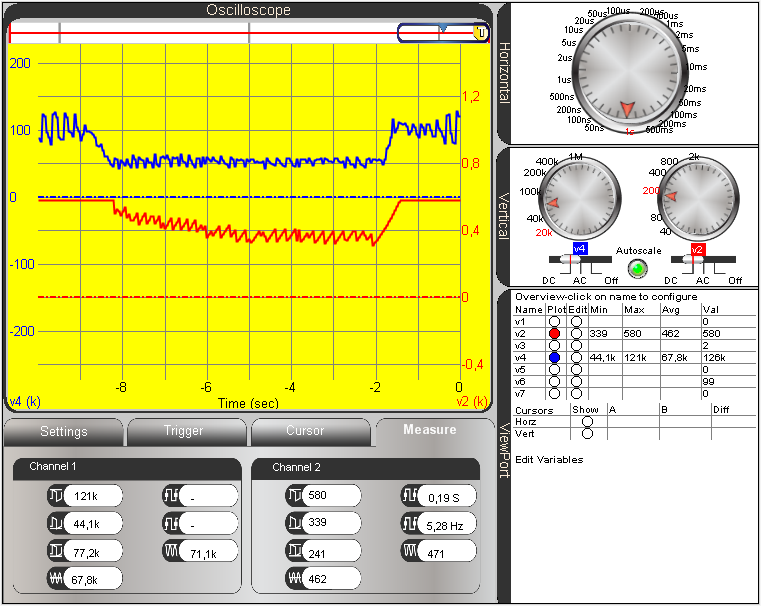 Oscilloscope
U
200
100
0
-100
-200
1,2
0,8
0,4
0
-0,4
-8
-6
-4
-2
0
v4 (k)
Time (sec)
v2 (k)
Horizontal
50us
100us
200us
500us
20us
1ms
10us
2ms
5us
5ms
2us
10ms
1us
20ms
500ns
50ms
200ns
100ms
100ns
200ms
50ns
500ms
1s
Vertical
1M
400k
200k
100k
40k
20k
v4
DC
AC
Off
Autoscale
2k
800
400
200
80
40
v2
DC
AC
Off
ViewPort
Overview-click on name to configure
Name Plot Edit Min Max Avg Val
v1 0
v2 339 580 462 580
v3 2
v4 44,1k 121k 67,8k 126k
v5 0
v6 99
v7 0
Cursors Show A B Diff
Horz
Vert
Edit Variables
Settings
Trigger
Cursor
Measure
Channel 1
121k -
44,1k -
77,2k 71,1k
67,8k
Channel 2
580 0,19 S
339 5,28 Hz
241 471
462